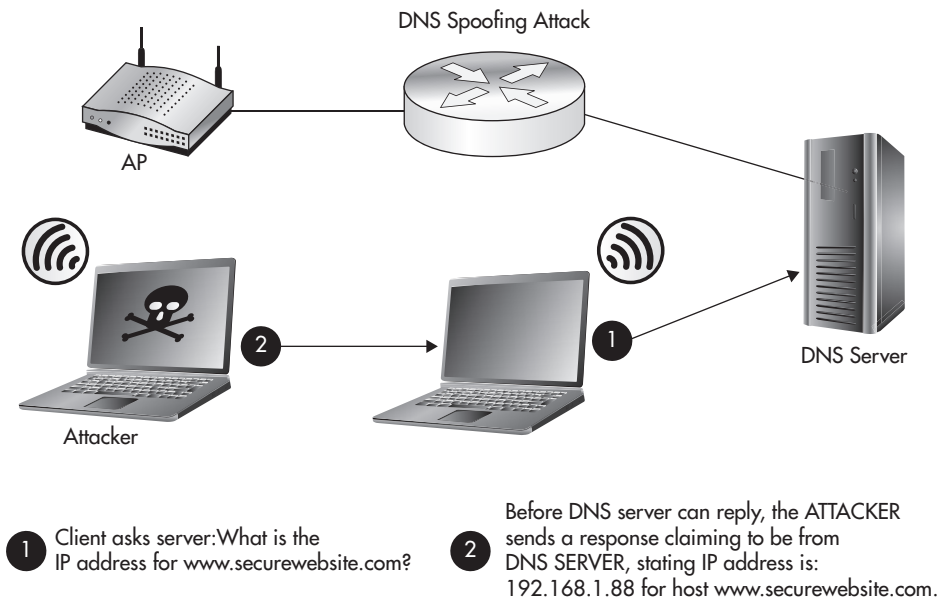 DNS Spoofing Attack
AP
DNS Server
2
1
Attacker
1
Client asks server:What is the
IP address for www.securewebsite.com?
2
Before DNS server can reply, the ATTACKER
sends a response claiming to be from
DNS SERVER, stating IP address is:
192.168.1.88 for host www.securewebsite.com.